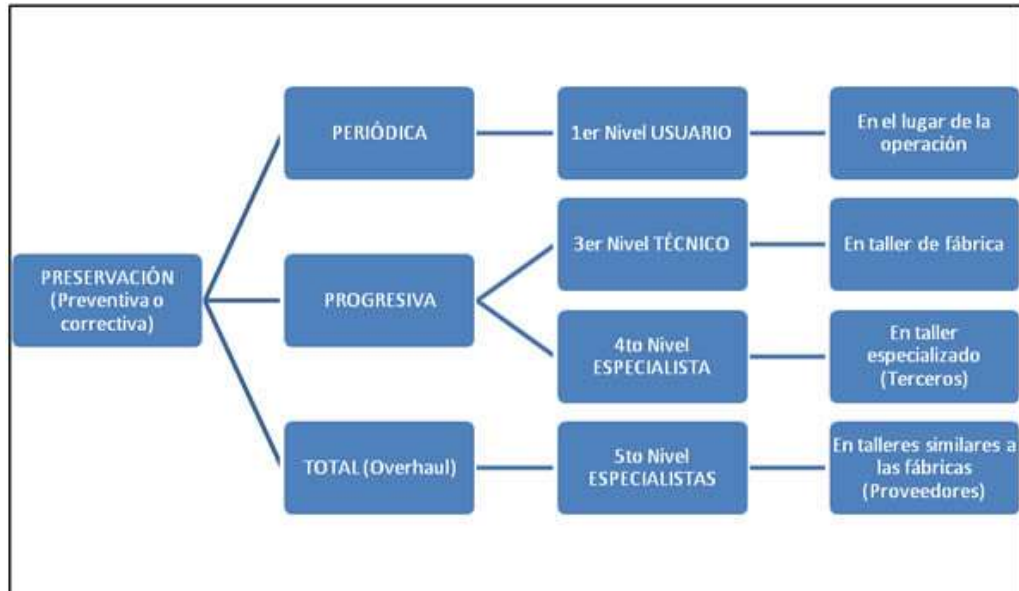 PERIÓDICA
1er Nivel USUARIO
En el lugar de la
operación
PRESERVACIÓN
(Preventiva o
correctiva)
PROGRESIVA
3er Nivel TÉCNICO
En taller de fábrica
4to Nivel
ESPECIALISTA
En taller
especializado
(Terceros)
TOTAL (Overhaul)
5to Nivel
ESPECIALISTAS
En talleres similares a
las fábricas
(Proveedores)